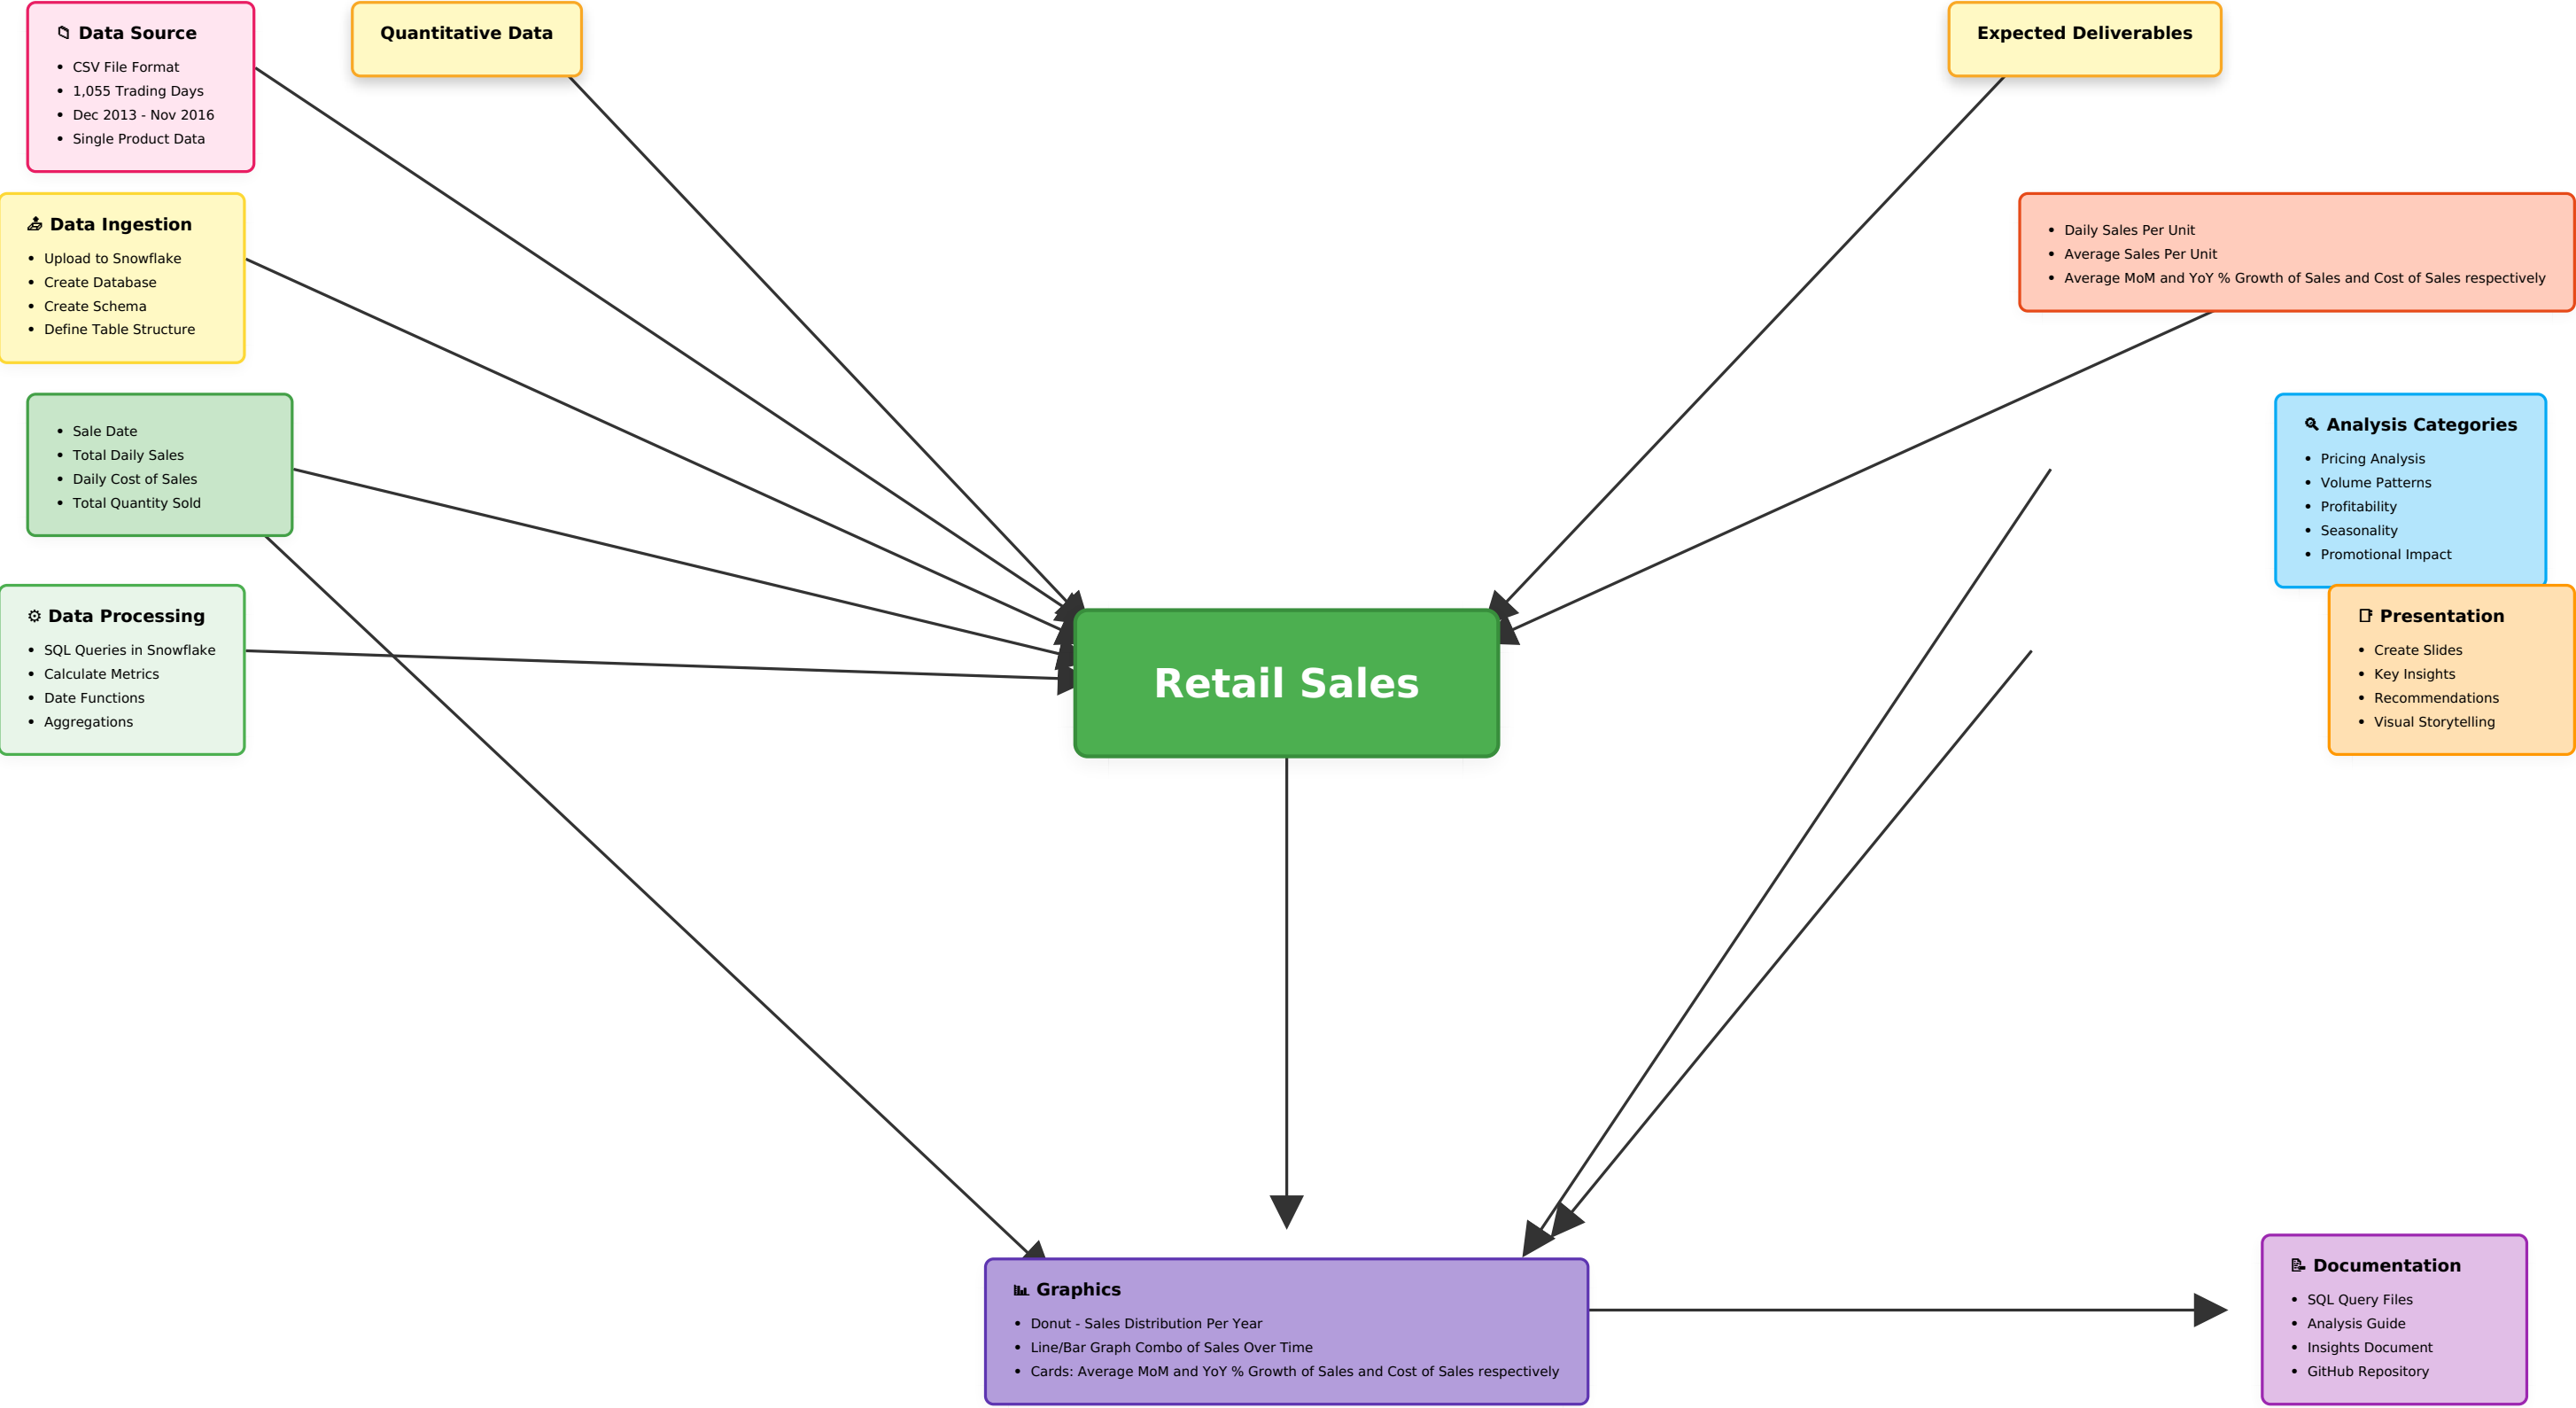 Data Source
• CSV File Format
• 1,055 Trading Days
• Dec 2013 - Nov 2016
• Single Product Data
Quantitative Data
Expected Deliverables
Data Ingestion
• Upload to Snowflake
• Create Database
• Create Schema
• Define Table Structure
• Daily Sales Per Unit
• Average Sales Per Unit
• Average MoM and YoY % Growth of Sales and Cost of Sales respectively
• Sale Date
• Total Daily Sales
• Daily Cost of Sales
• Total Quantity Sold
Analysis Categories
• Pricing Analysis
• Volume Patterns
• Profitability
• Seasonality
• Promotional Impact
Data Processing
• SQL Queries in Snowflake
• Calculate Metrics
• Date Functions
• Aggregations
Retail Sales
Presentation
• Create Slides
• Key Insights
• Recommendations
• Visual Storytelling
Graphics
• Donut - Sales Distribution Per Year
• Line/Bar Graph Combo of Sales Over Time
• Cards: Average MoM and YoY % Growth of Sales and Cost of Sales respectively
Documentation
• SQL Query Files
• Analysis Guide
• Insights Document
• GitHub Repository